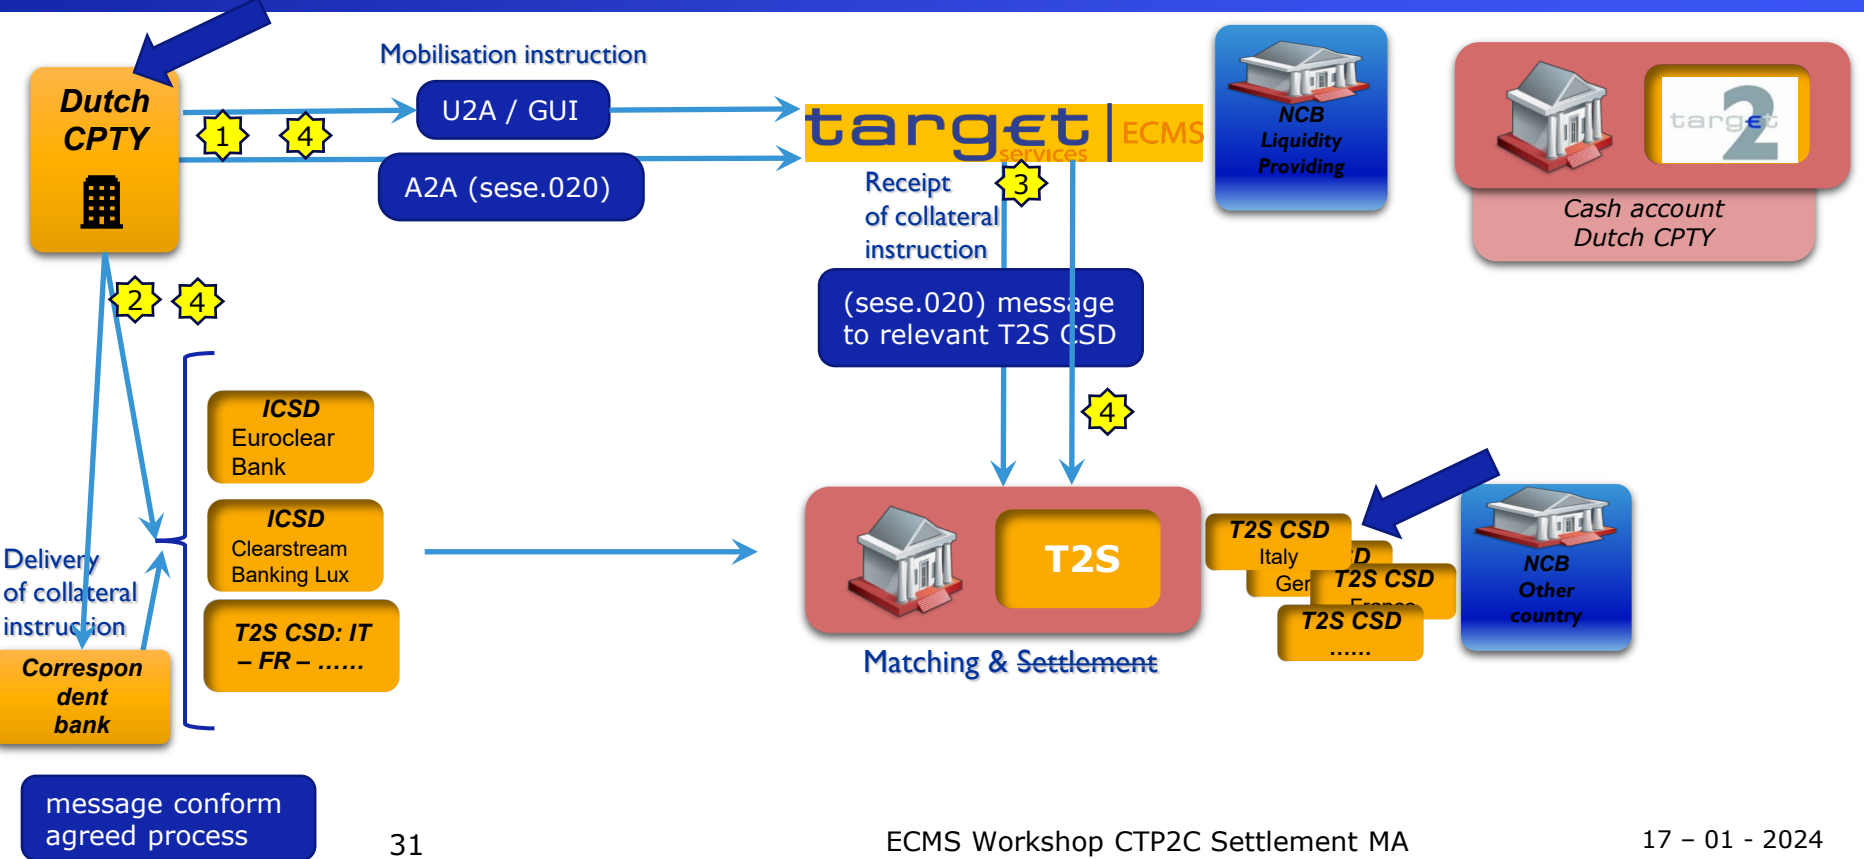 Mobilisation instruction
Dutch
CPTY
1
4
U2A / GUI
A2A (sese.020)
target
services
ECMS
NCB
Liquidity
Providing
target
2
Cash account
Dutch CPTY
Receipt
of collateral
instruction
3
(sese.020) message
to relevant T2S CSD
4
2
4
ICSD
Euroclear
Bank
ICSD
Clearstream
Banking Lux
T2S CSD: IT
– FR – ……
Delivery
of collateral
instruction
Correspon
dent
bank
T2S
Matching & Settlement
T2S CSD
Italy
D
Ger
T2S CSD
France
T2S CSD
……
NCB
Other
country
message conform
agreed process
31
ECMS Workshop CTP2C Settlement MA
17 – 01 - 2024